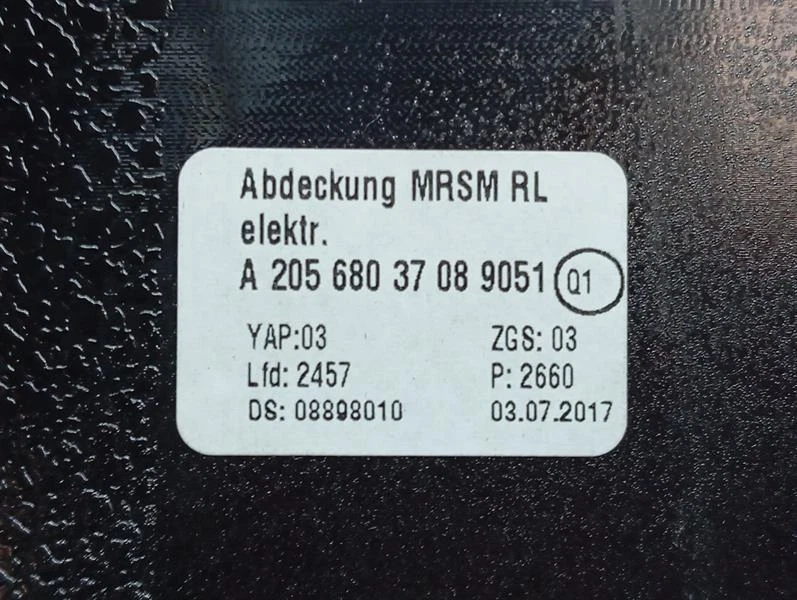 Abdeckung MRSM RL
elektr.
A 205 680 37 08 9051 Q1
YAP:03 ZGS: 03
Lfd: 2457 P: 2660
DS: 08898010 03.07.2017